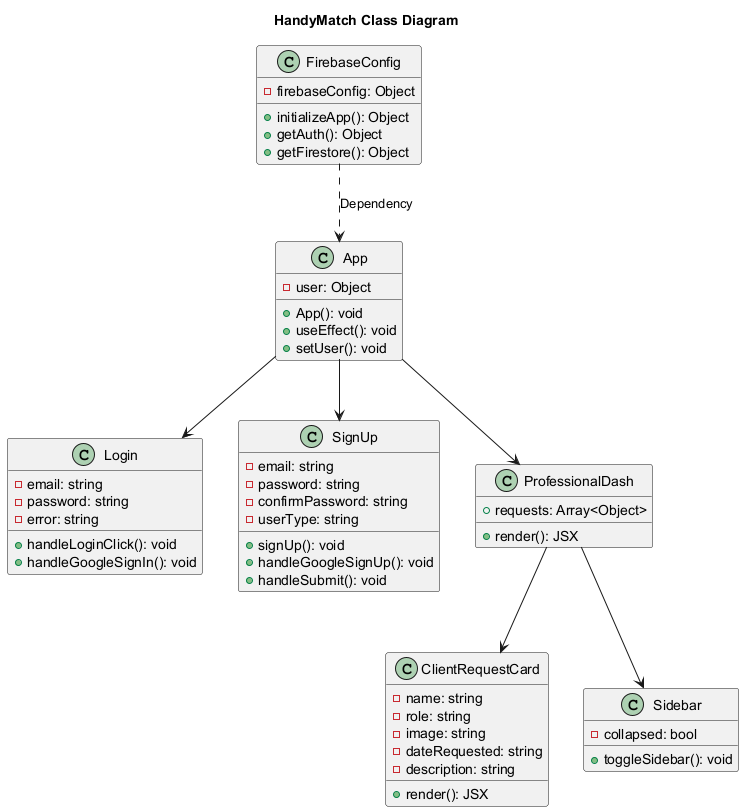 HandyMatch Class Diagram
C FirebaseConfig
firebaseConfig: Object
initializeApp(): Object
getAuth(): Object
getFirestore(): Object
Dependency
C App
user: Object
App(): void
useEffect(): void
setUser(): void
C Login
email: string
password: string
error: string
handleLoginClick(): void
handleGoogleSignIn(): void
C SignUp
email: string
password: string
confirmPassword: string
userType: string
signUp(): void
handleGoogleSignUp(): void
handleSubmit(): void
C ProfessionalDash
requests: Array<Object>
render(): JSX
C ClientRequestCard
name: string
role: string
image: string
dateRequested: string
description: string
render(): JSX
C Sidebar
collapsed: bool
toggleSidebar(): void